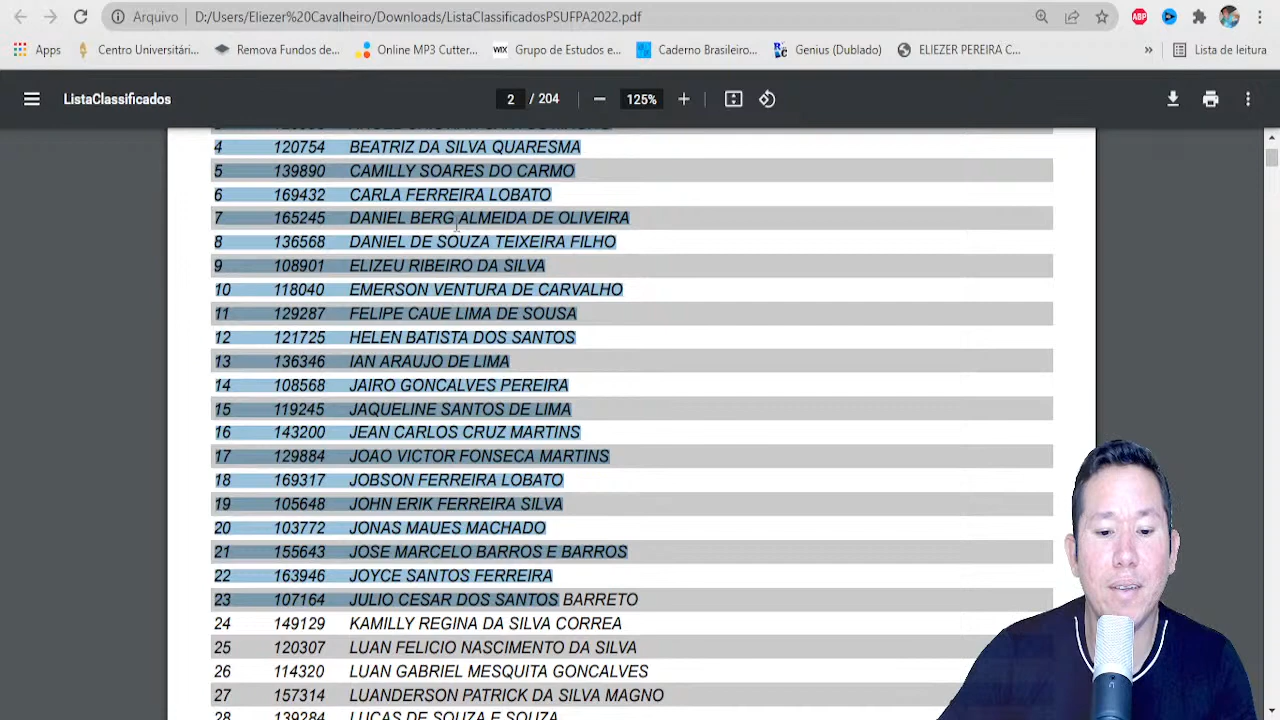 Arquivo D:/Users/Eliezer%20Cavalheiro/Downloads/ListaClassificadosPSUFPA2022.pdf
Apps Centro Universitári... Remova Fundos de... Online MP3 Cutter... WIX Grupo de Estudos e... Caderno Brasileiro... Genius (Dublado) ELIEZER PEREIRA C... » Lista de leitura
ListaClassificados 2 / 204 125%
4 120754 BEATRIZ DA SILVA QUARESMA
5 139890 CAMILLY SOARES DO CARMO
6 169432 CARLA FERREIRA LOBATO
7 165245 DANIEL BERG ALMEIDA DE OLIVEIRA
8 136568 DANIEL DE SOUZA TEIXEIRA FILHO
9 108901 ELIZEU RIBEIRO DA SILVA
10 118040 EMERSON VENTURA DE CARVALHO
11 129287 FELIPE CAUE LIMA DE SOUSA
12 121725 HELEN BATISTA DOS SANTOS
13 136346 IAN ARAUJO DE LIMA
14 108568 JAIRO GONCALVES PEREIRA
15 119245 JAQUELINE SANTOS DE LIMA
16 143200 JEAN CARLOS CRUZ MARTINS
17 129884 JOAO VICTOR FONSECA MARTINS
18 169317 JOBSON FERREIRA LOBATO
19 105648 JOHN ERIK FERREIRA SILVA
20 103772 JONAS MAUES MACHADO
21 155643 JOSE MARCELO BARROS E BARROS
22 163946 JOYCE SANTOS FERREIRA
23 107164 JULIO CESAR DOS SANTOS BARRETO
24 149129 KAMILLY REGINA DA SILVA CORREA
25 120307 LUAN FELICIO NASCIMENTO DA SILVA
26 114320 LUAN GABRIEL MESQUITA GONCALVES
27 157314 LUANDERSON PATRICK DA SILVA MAGNO
28 139284 LUCAS DE SOUZA E SOUZA